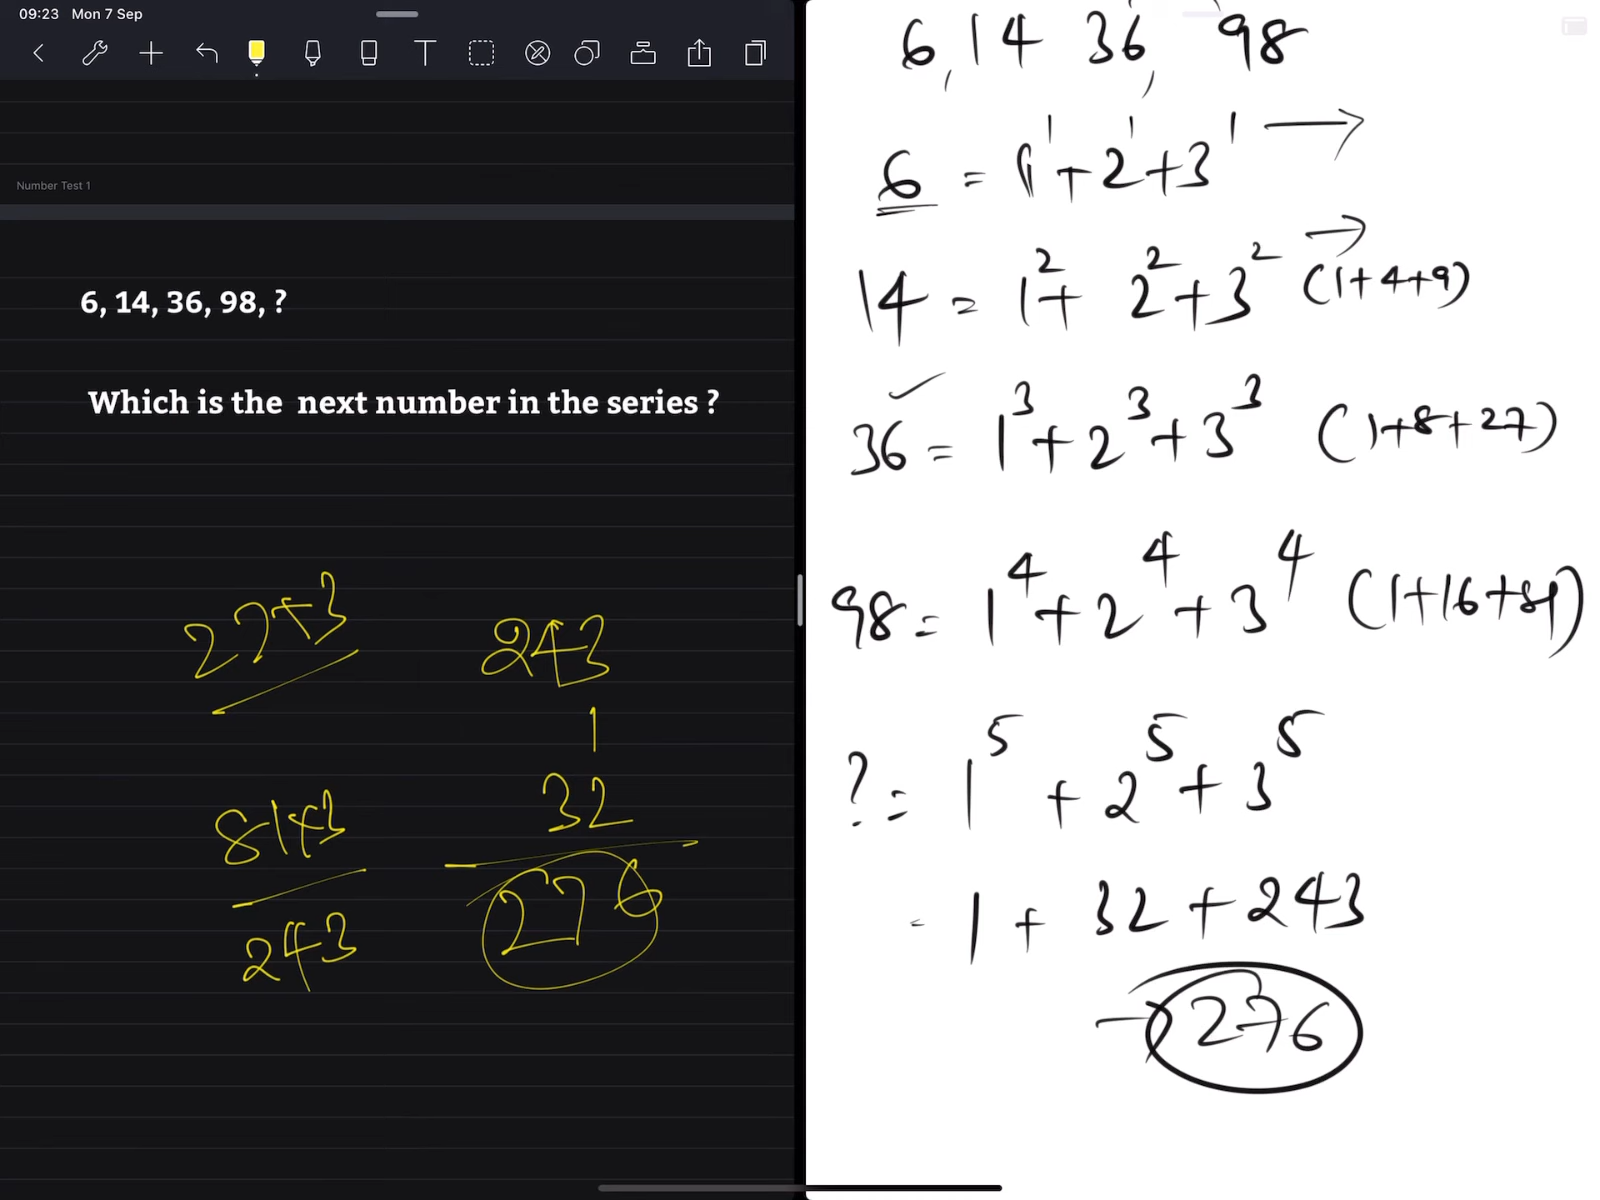 09:23 Mon 7 Sep
Number Test 1
6, 14, 36, 98, ?
Which is the next number in the series ?
27×3
81×3
243
243
1
32
276
6, 14 36, 98
6 = 1¹+2¹+3¹ →
14 = 1²+ 2²+3² → (1+4+9)
36 = 1³+2³+3³ (1+8+27)
98 = 1⁴+2⁴+3⁴ (1+16+81)
? = 1⁵ + 2⁵+3⁵
= 1 + 32 + 243
→ 276